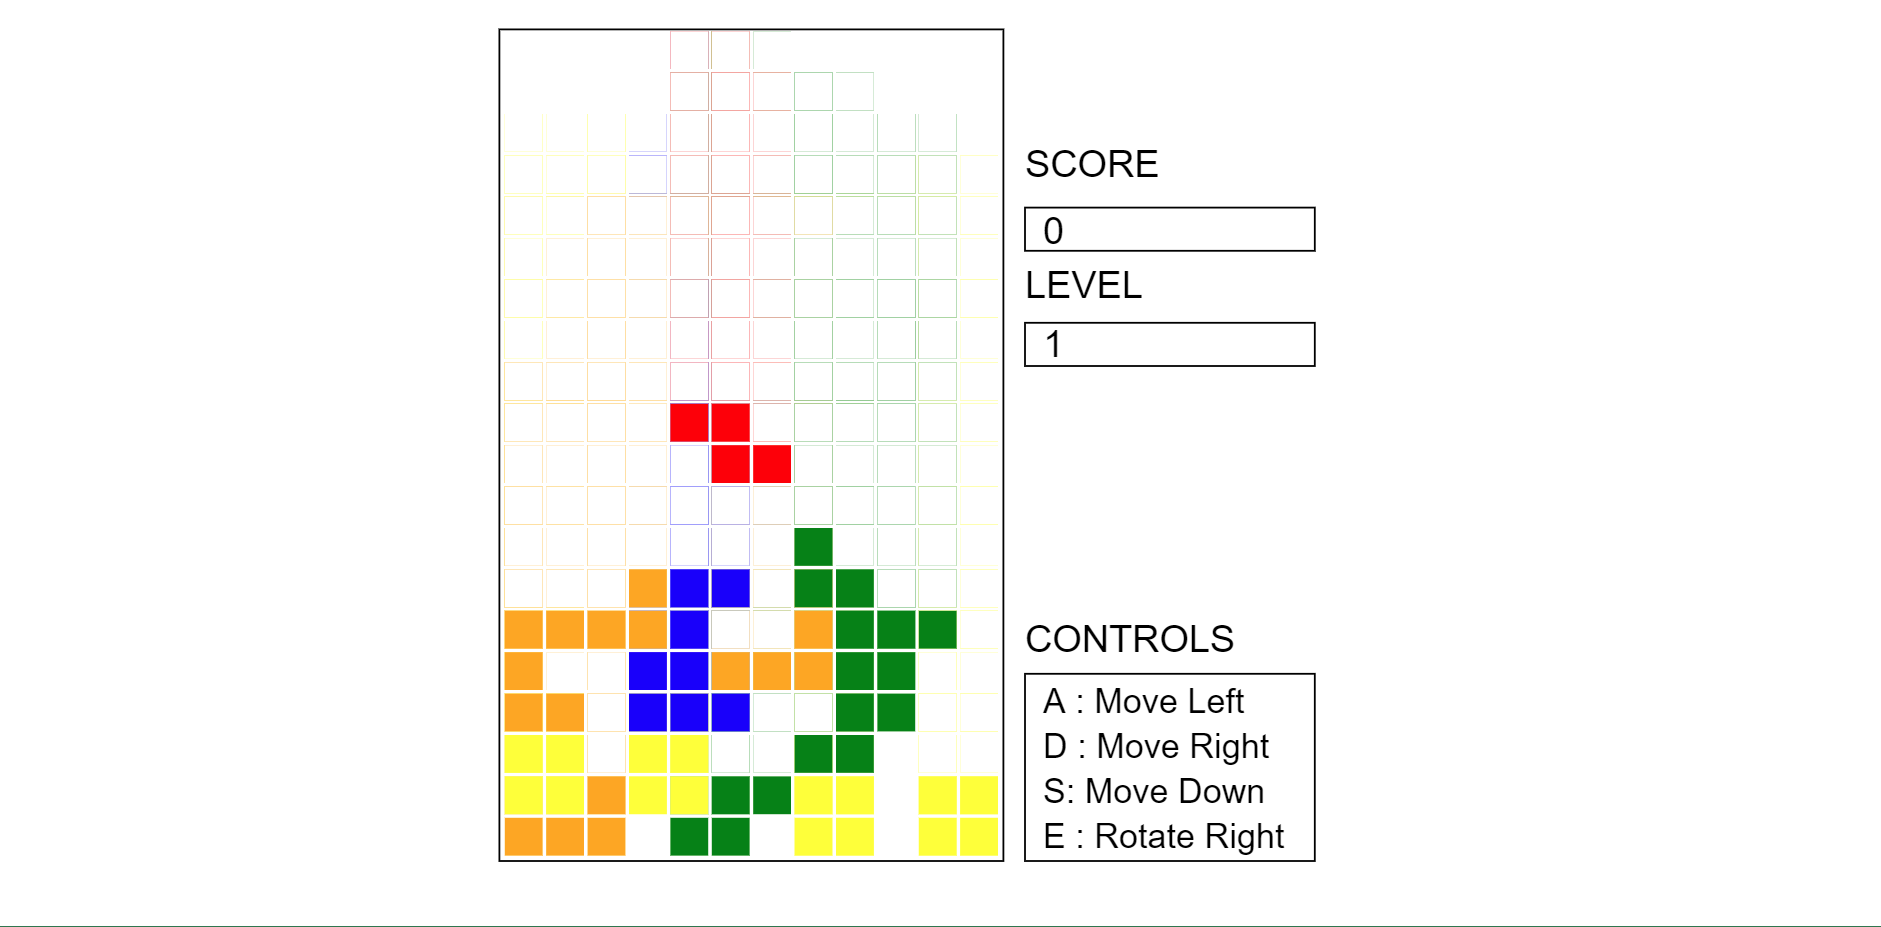 SCORE
0
LEVEL
1
CONTROLS
A : Move Left
D : Move Right
S: Move Down
E : Rotate Right